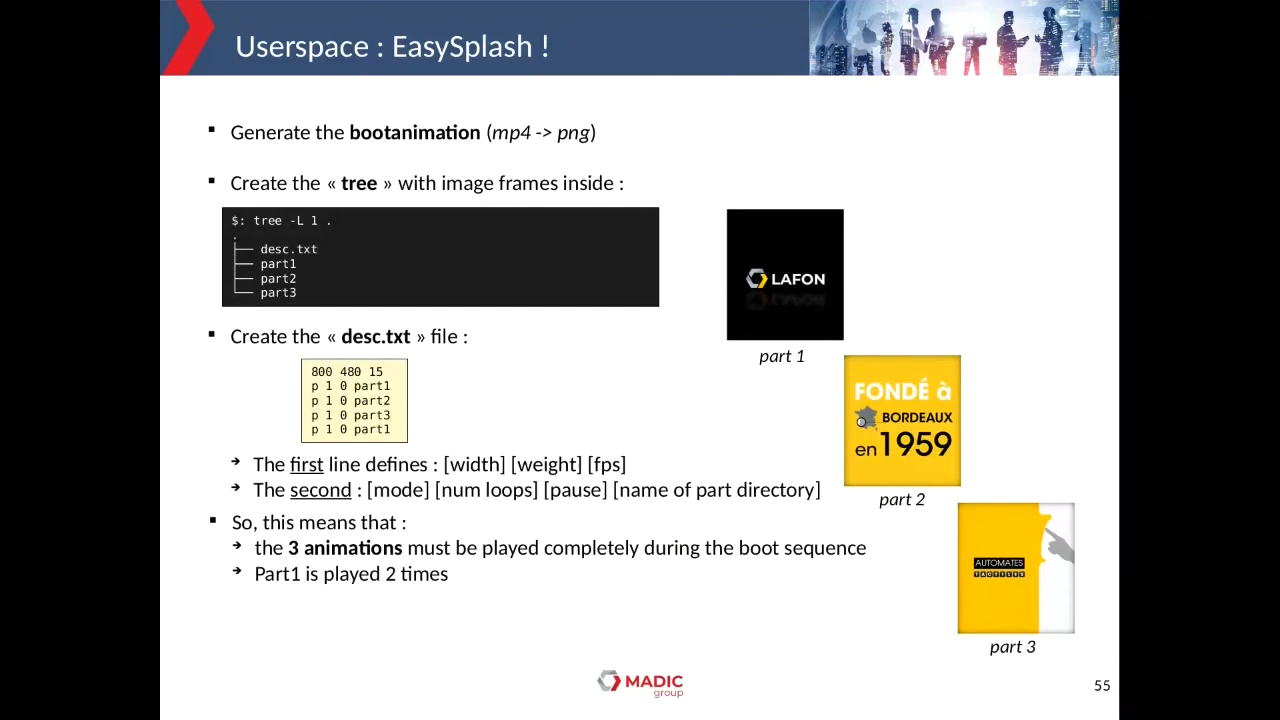 Userspace : EasySplash !
▪ Generate the bootanimation (mp4 -> png)
▪ Create the « tree » with image frames inside :
$: tree -L 1 .
.
├── desc.txt
├── part1
├── part2
└── part3
LAFON
part 1
▪ Create the « desc.txt » file :
800 480 15
p 1 0 part1
p 1 0 part2
p 1 0 part3
p 1 0 part1
FONDÉ à
BORDEAUX
en 1959
part 2
➔ The first line defines : [width] [weight] [fps]
➔ The second : [mode] [num loops] [pause] [name of part directory]
▪ So, this means that :
➔ the 3 animations must be played completely during the boot sequence
➔ Part1 is played 2 times
AUTOMATES
TACTILES
part 3
MADIC
group
55